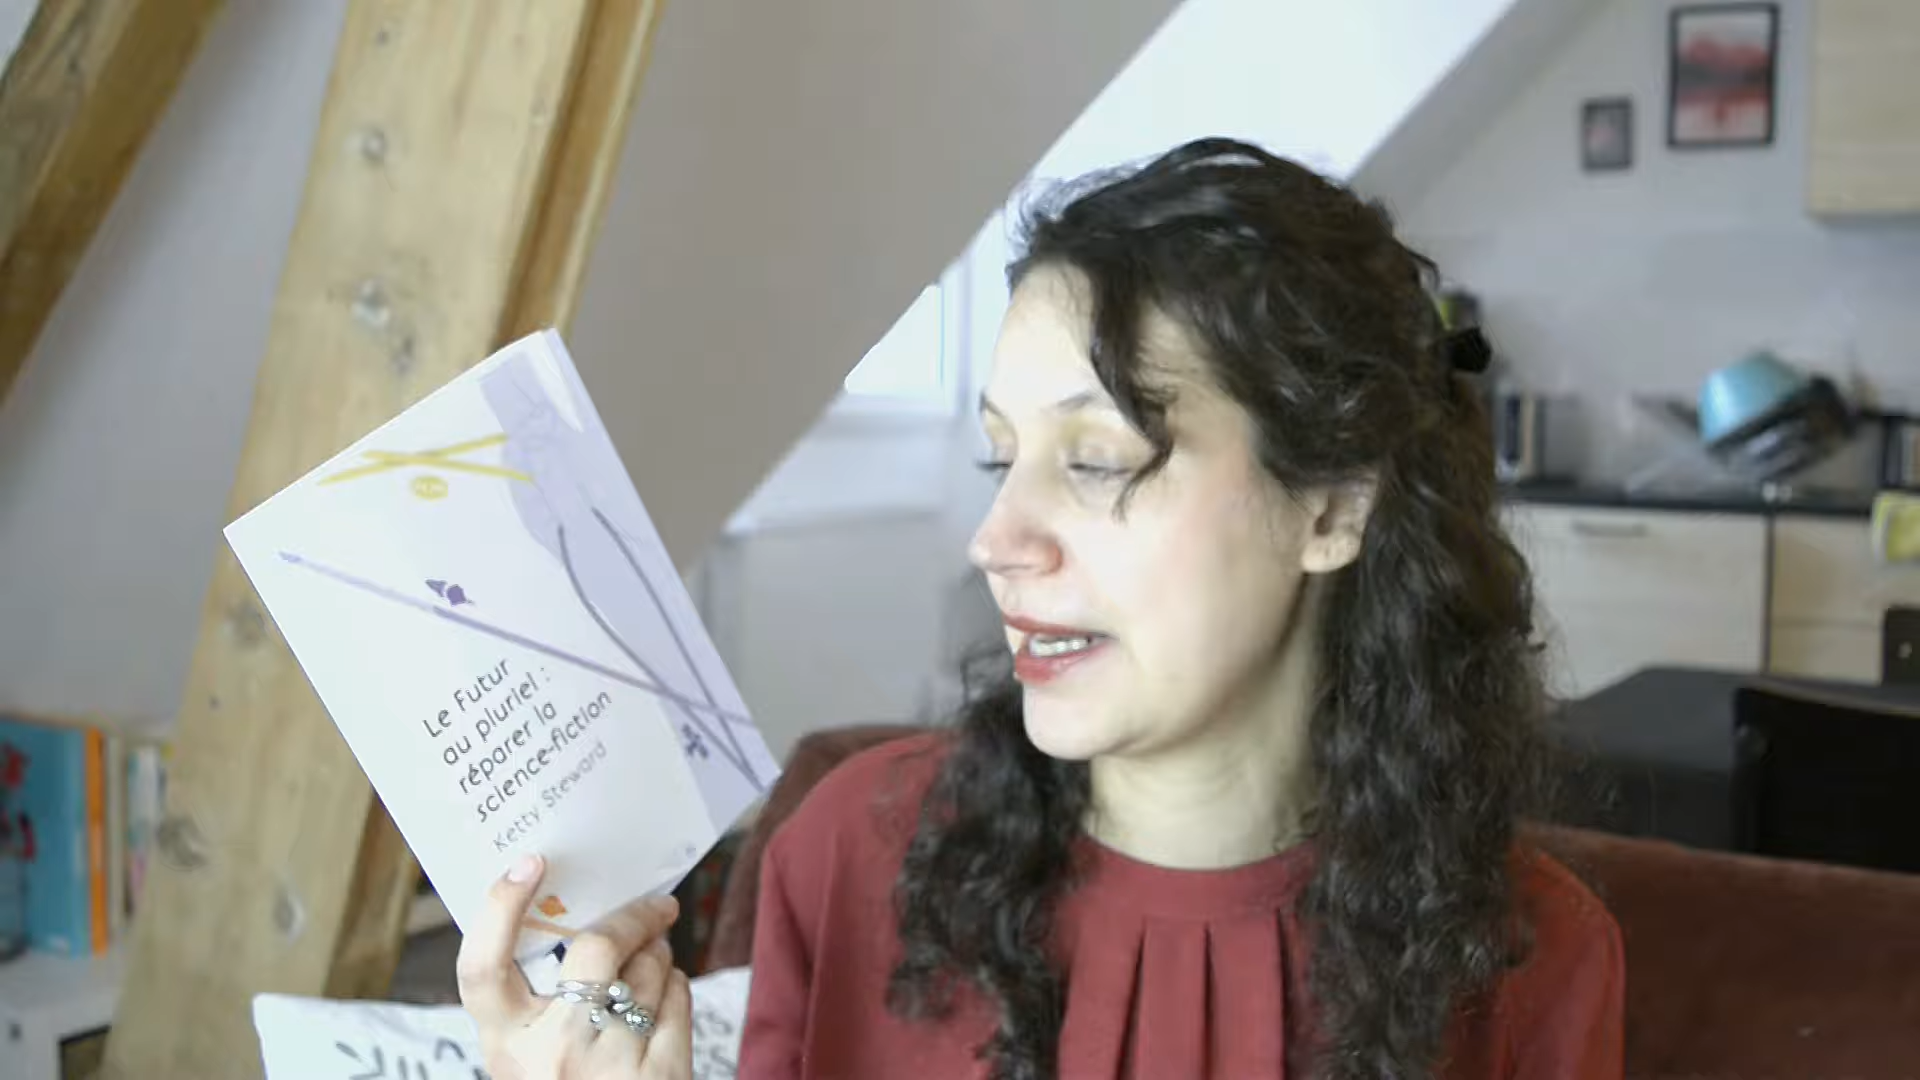 Le Futur
au pluriel :
réparer la
science-fiction
Ketty Steward